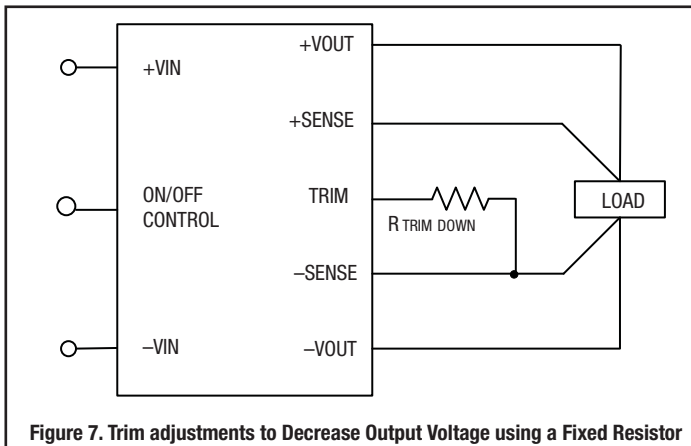 +VOUT
+VIN
+SENSE
ON/OFF
CONTROL
TRIM
R TRIM DOWN
LOAD
–SENSE
–VIN
–VOUT
Figure 7. Trim adjustments to Decrease Output Voltage using a Fixed Resistor